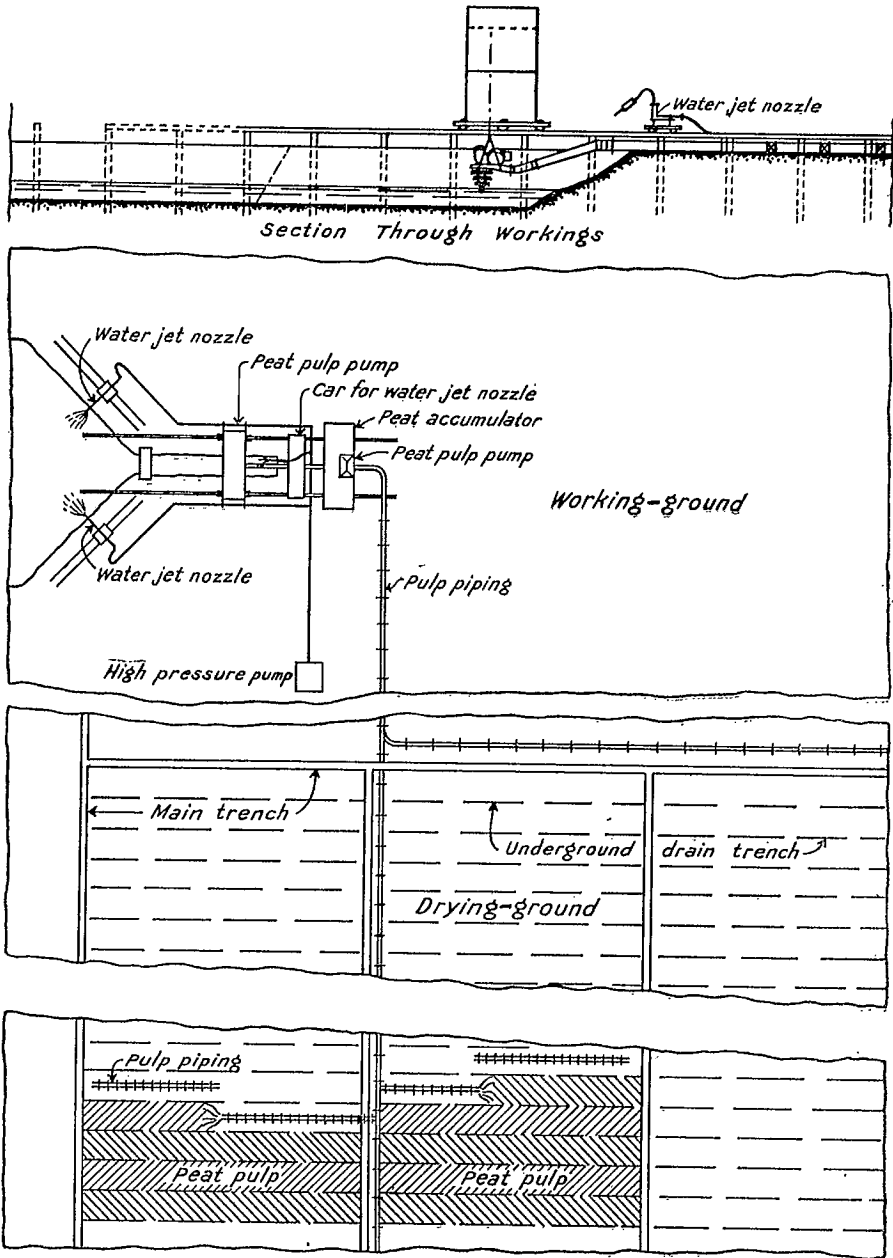 Water jet nozzle
Section Through Workings
Water jet nozzle
Peat pulp pump
Car for water jet nozzle
Peat accumulator
Peat pulp pump
Working-ground
Water jet nozzle
Pulp piping
High pressure pump
Main trench
Underground drain trench
Drying-ground
Pulp piping
Peat pulp
Peat pulp